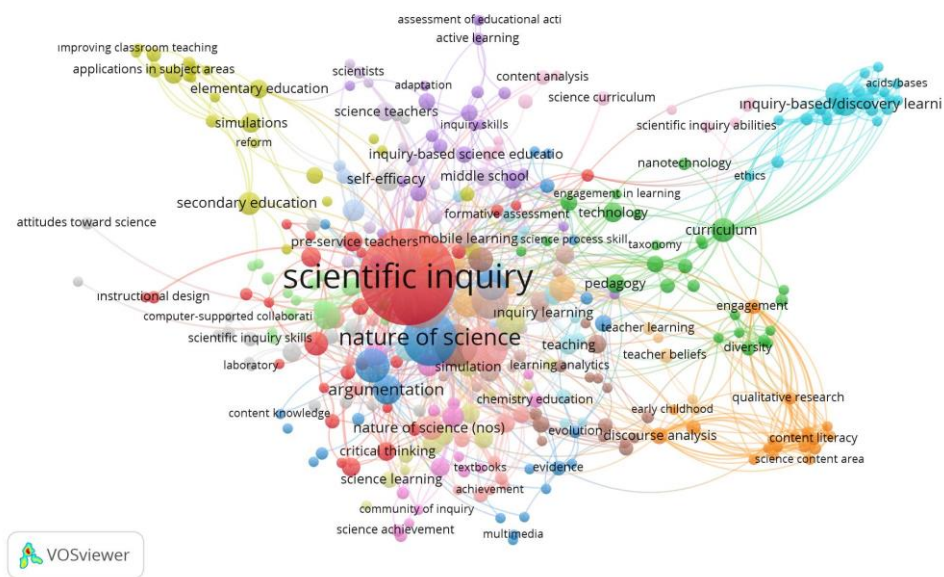 assessment of educational acti
active learning
improving classroom teaching
applications in subject areas
elementary education
scientists
adaptation
content analysis
science curriculum
acids/bases
inquiry-based/discovery learni
science teachers
scientific inquiry abilities
simulations
inquiry skills
reform
inquiry-based science educatio
nanotechnology
self-efficacy
middle school
ethics
secondary education
engagement in learning
formative assessment
technology
attitudes toward science
curriculum
pre-service teachers
mobile learning
science process skill
taxonomy
scientific inquiry
pedagogy
instructional design
engagement
computer-supported collaborati
inquiry learning
teacher learning
scientific inquiry skills
nature of science
teaching
diversity
teacher beliefs
laboratory
simulation
learning analytics
argumentation
chemistry education
qualitative research
content knowledge
early childhood
nature of science (nos)
evolution
discourse analysis
content literacy
critical thinking
science content area
textbooks
evidence
science learning
achievement
community of inquiry
science achievement
multimedia
VOSviewer